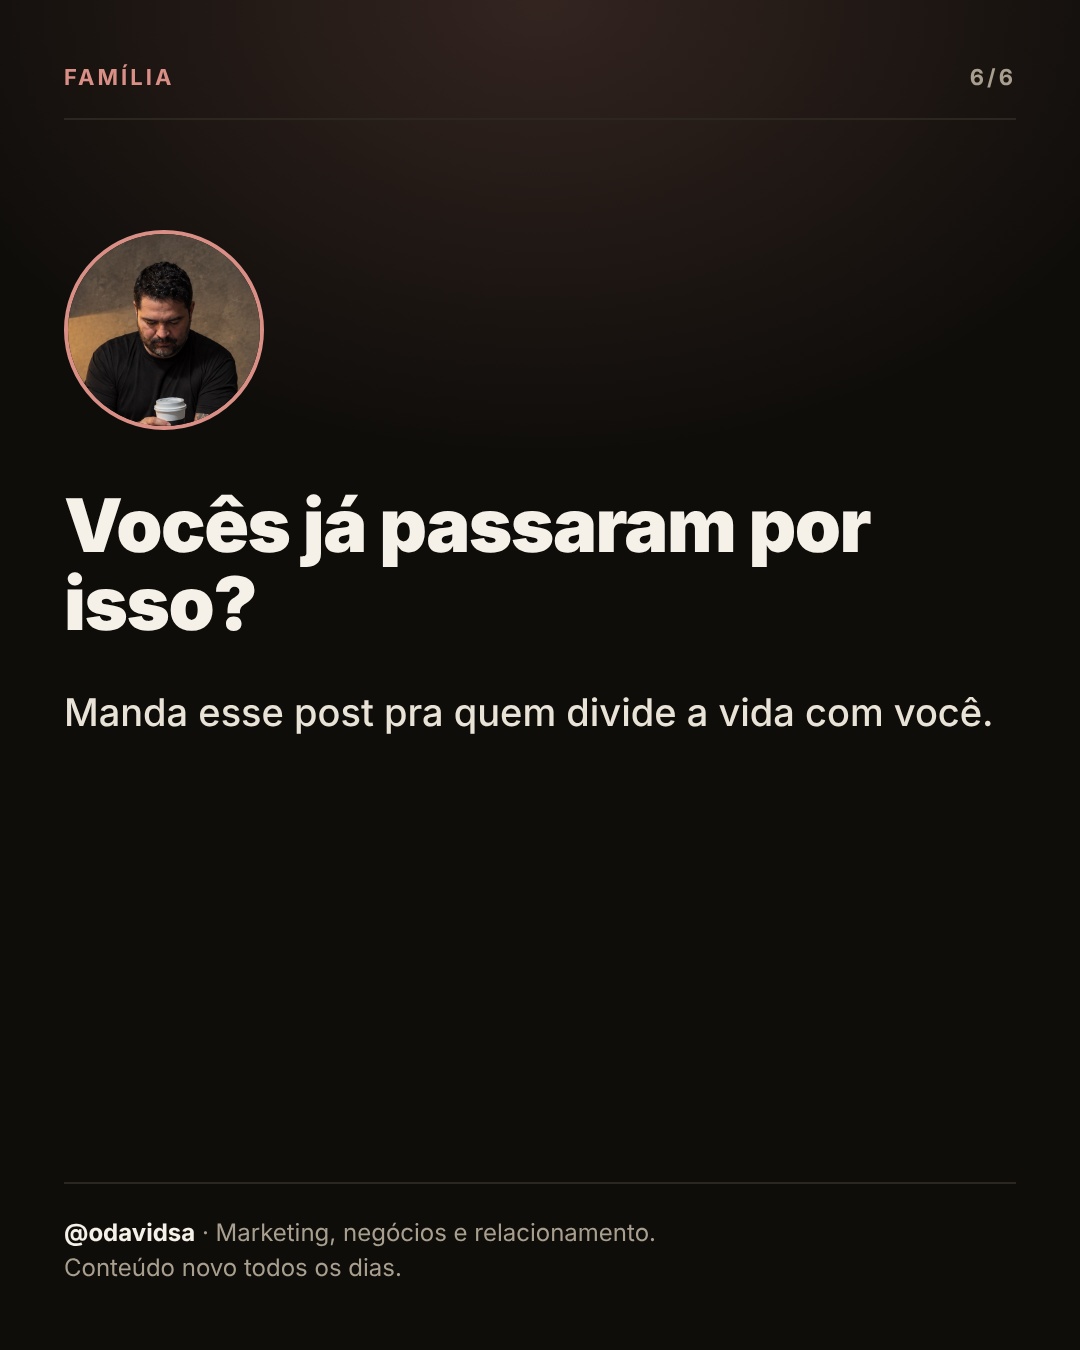 FAMÍLIA
6/6
Vocês já passaram por
isso?
Manda esse post pra quem divide a vida com você.
@odavidsa · Marketing, negócios e relacionamento.
Conteúdo novo todos os dias.